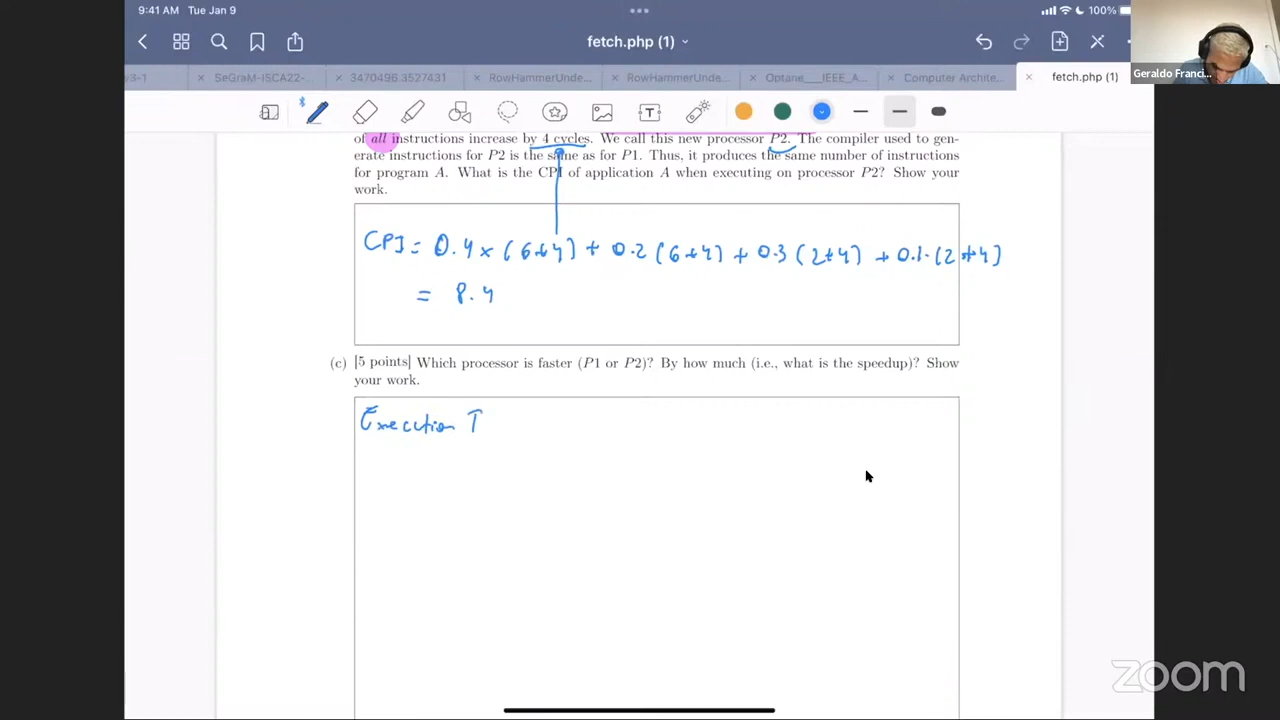 9:41 AM Tue Jan 9
100%
fetch.php (1)
Geraldo Franci...
v3-1
SeGraM-ISCA22-...
3470496.3527431
RowHammerUnde...
RowHammerUnde...
Optane___IEEE_A...
Computer Archite...
fetch.php (1)
of all instructions increase by 4 cycles. We call this new processor P2. The compiler used to gen-
erate instructions for P2 is the same as for P1. Thus, it produces the same number of instructions
for program A. What is the CPI of application A when executing on processor P2? Show your
work.
CPI = 0.4 × (6+4) + 0.2 (6+4) + 0.3 (2+4) + 0.1 · (2+4)
= 8.4
(c) [5 points] Which processor is faster (P1 or P2)? By how much (i.e., what is the speedup)? Show
your work.
Execution T
zoom